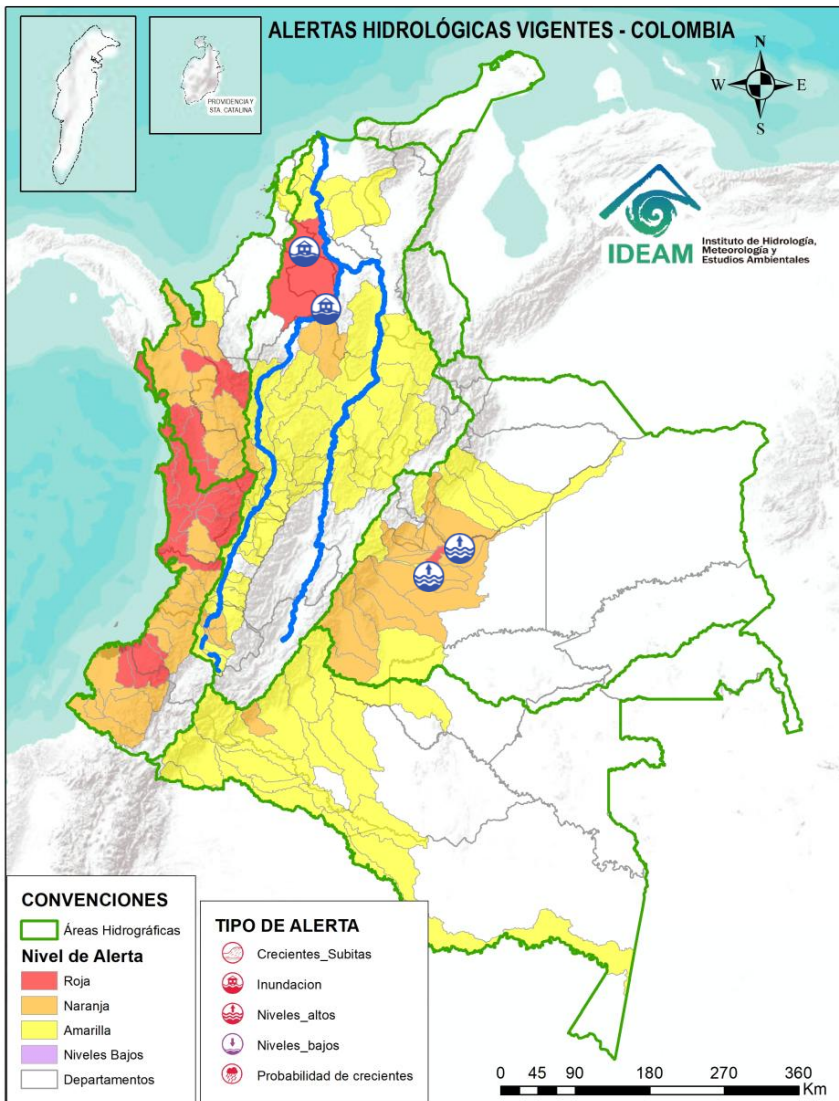 ALERTAS HIDROLÓGICAS VIGENTES - COLOMBIA
PROVIDENCIA Y
STA. CATALINA
N
W
E
S
IDEAM
Instituto de Hidrología,
Meteorología y
Estudios Ambientales
CONVENCIONES
Áreas Hidrográficas
Nivel de Alerta
Roja
Naranja
Amarilla
Niveles Bajos
Departamentos
TIPO DE ALERTA
Crecientes_Subitas
Inundacion
Niveles_altos
Niveles_bajos
Probabilidad de crecientes
0 45 90 180 270 360
Km